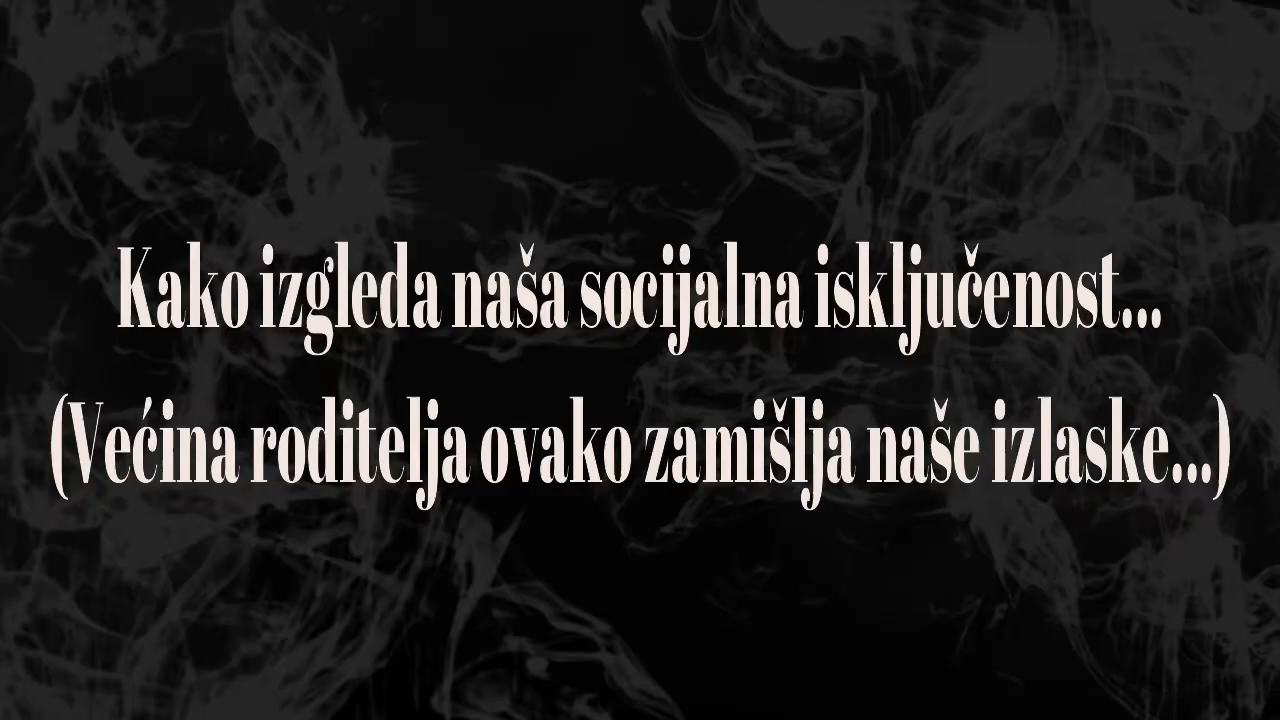 Kako izgleda naša socijalna isključenost...
(Većina roditelja ovako zamišlja naše izlaske...)